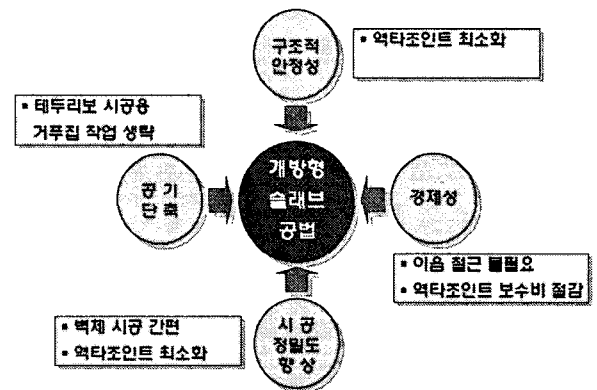 구조적
안정성
▪ 역타조인트 최소화
▪ 테두리보 시공용
거푸집 작업 생략
공 기
단 축
개방형
슬래브
공법
경제성
▪ 이음 철근 불필요
▪ 역타조인트 보수비 절감
▪ 벽체 시공 간편
▪ 역타조인트 최소화
시 공
정밀도
향 상